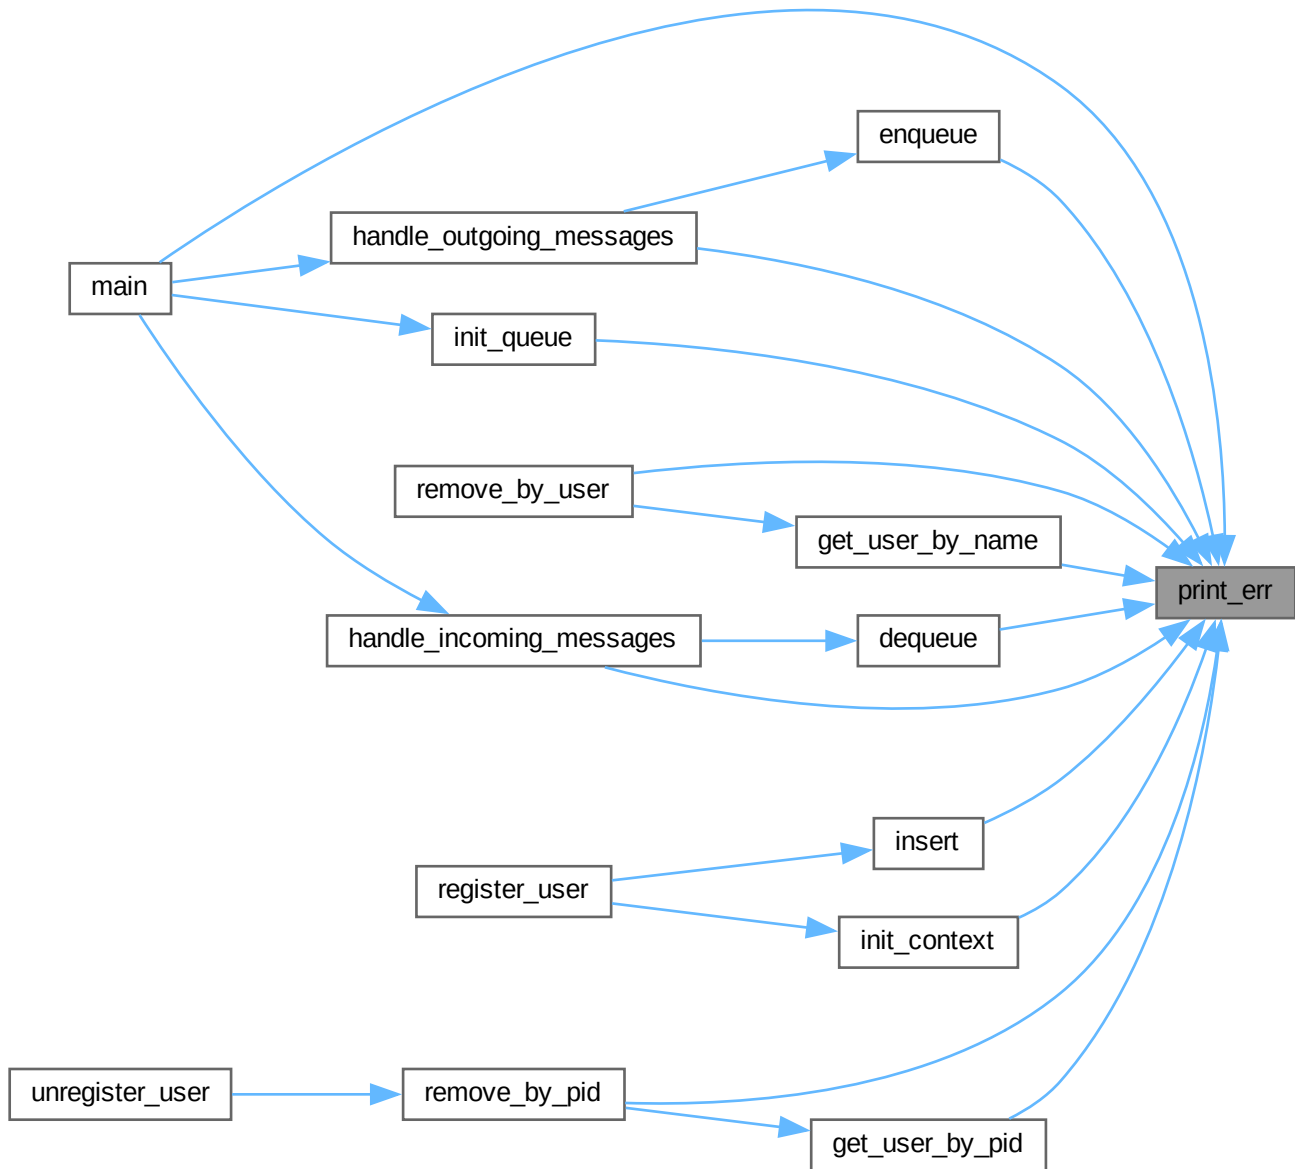 enqueue
handle_outgoing_messages
main
init_queue
remove_by_user
get_user_by_name
print_err
handle_incoming_messages
dequeue
insert
register_user
init_context
unregister_user
remove_by_pid
get_user_by_pid